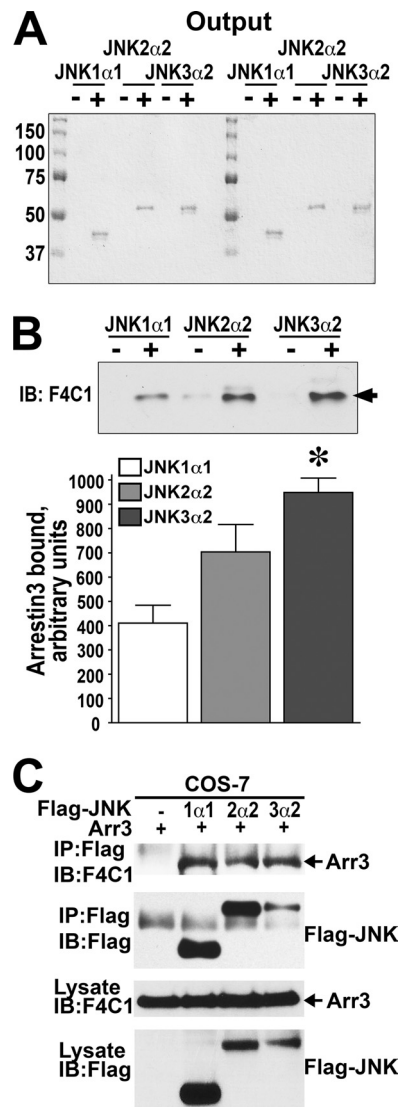 A
Output
JNK2α2 JNK2α2
JNK1α1 JNK3α2 JNK1α1 JNK3α2
- + - + - + - + - + - +
150
100
75
50
37
B
JNK1α1 JNK2α2 JNK3α2
- + - + - +
IB: F4C1
Arrestin3 bound,
arbitrary units
1000
900
800
700
600
500
400
300
200
100
0
JNK1α1
JNK2α2
JNK3α2
*
C
COS-7
Flag-JNK - 1α1 2α2 3α2
Arr3 + + + +
IP:Flag
IB:F4C1
Arr3
IP:Flag
IB:Flag
Flag-JNK
Lysate
IB:F4C1
Arr3
Lysate
IB:Flag
Flag-JNK